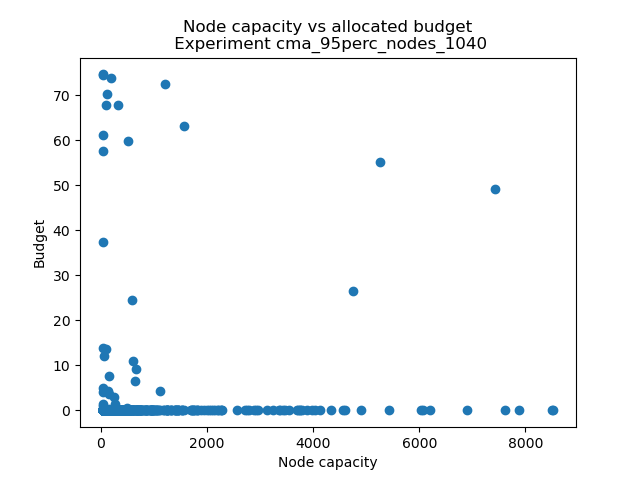 Node capacity vs allocated budget
Experiment cma_95perc_nodes_1040
70
60
50
40
30
20
10
0
Budget
0 2000 4000 6000 8000
Node capacity